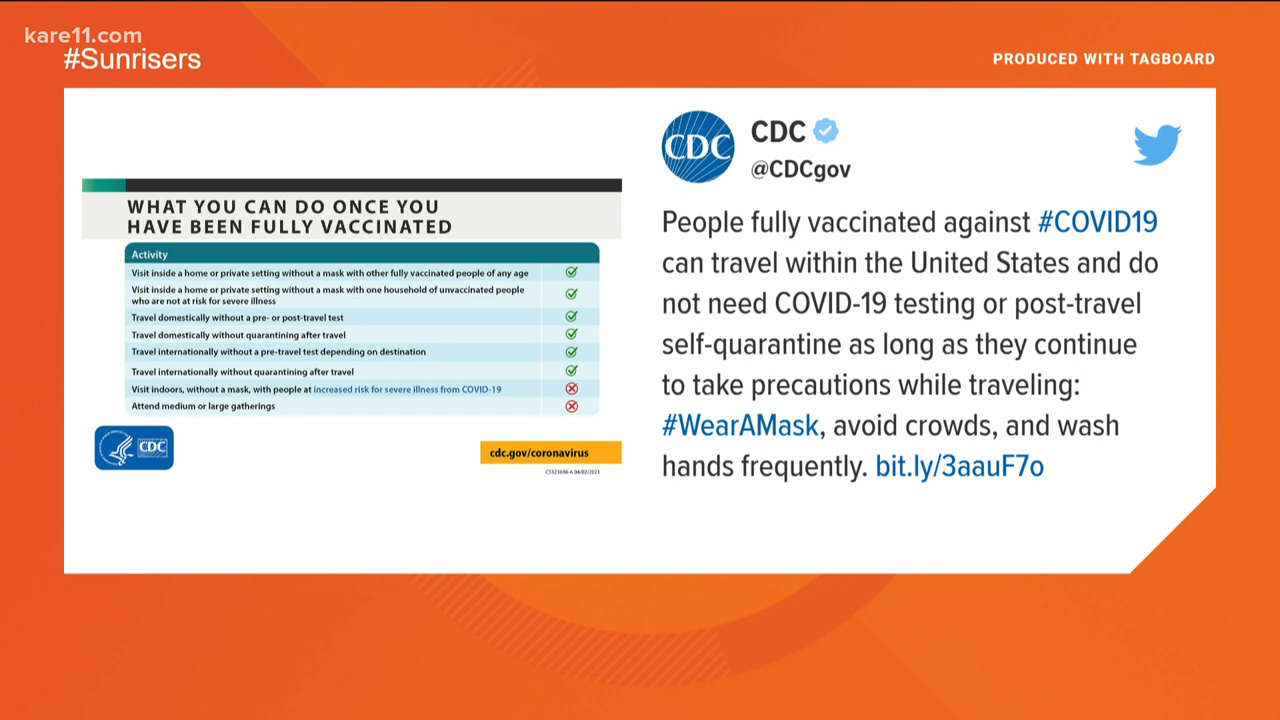 kare11.com
#Sunrisers
PRODUCED WITH TAGBOARD
WHAT YOU CAN DO ONCE YOU
HAVE BEEN FULLY VACCINATED
Activity
Visit inside a home or private setting without a mask with other fully vaccinated people of any age
Visit inside a home or private setting without a mask with one household of unvaccinated people
who are not at risk for severe illness
Travel domestically without a pre- or post-travel test
Travel domestically without quarantining after travel
Travel internationally without a pre-travel test depending on destination
Travel internationally without quarantining after travel
Visit indoors, without a mask, with people at increased risk for severe illness from COVID-19
Attend medium or large gatherings
CDC
cdc.gov/coronavirus
CS323698-A 04/02/2021
CDC
CDC
@CDCgov
People fully vaccinated against #COVID19
can travel within the United States and do
not need COVID-19 testing or post-travel
self-quarantine as long as they continue
to take precautions while traveling:
#WearAMask, avoid crowds, and wash
hands frequently. bit.ly/3aauF7o